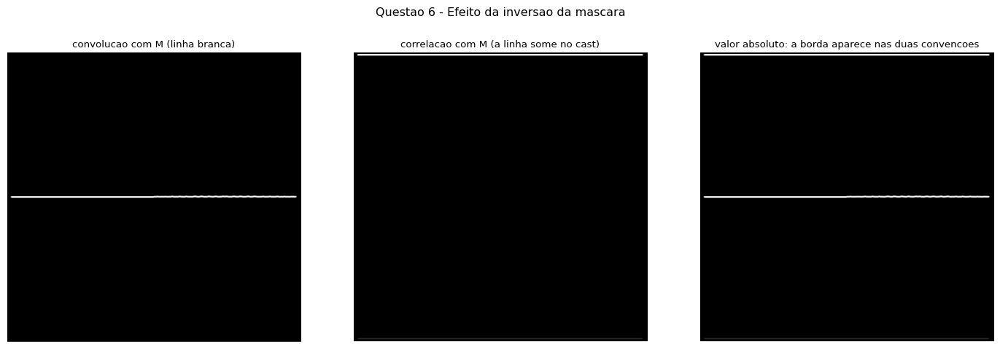 Questao 6 - Efeito da inversao da mascara
convolucao com M (linha branca)
correlacao com M (a linha some no cast)
valor absoluto: a borda aparece nas duas convencoes